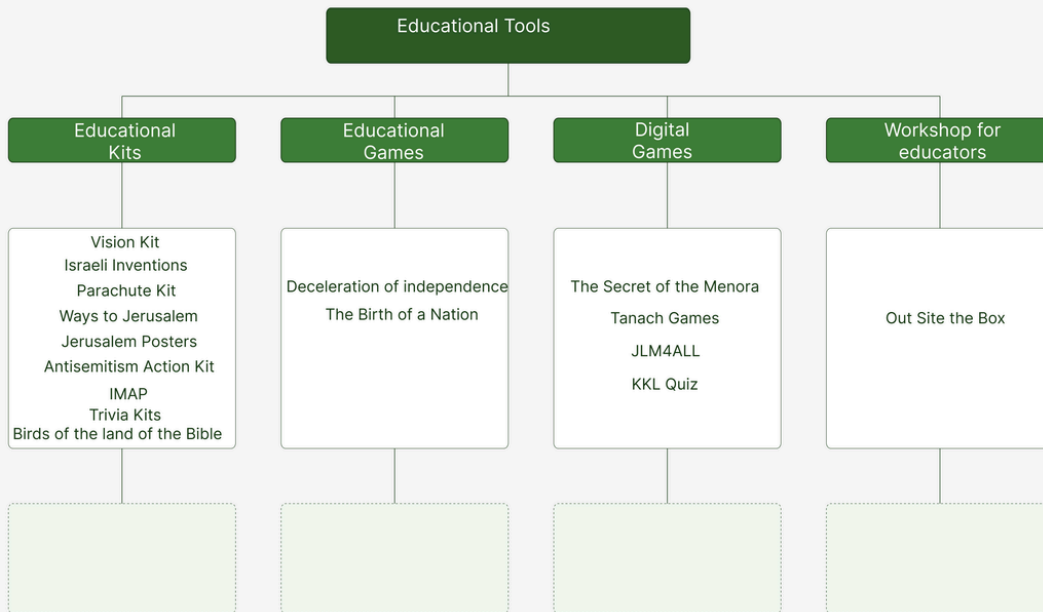 Educational Tools
Educational
Kits
Educational
Games
Digital
Games
Workshop for
educators
Vision Kit
Israeli Inventions
Parachute Kit
Ways to Jerusalem
Jerusalem Posters
Antisemitism Action Kit
IMAP
Trivia Kits
Birds of the land of the Bible
Deceleration of independence
The Birth of a Nation
The Secret of the Menora
Tanach Games
JLM4ALL
KKL Quiz
Out Site the Box